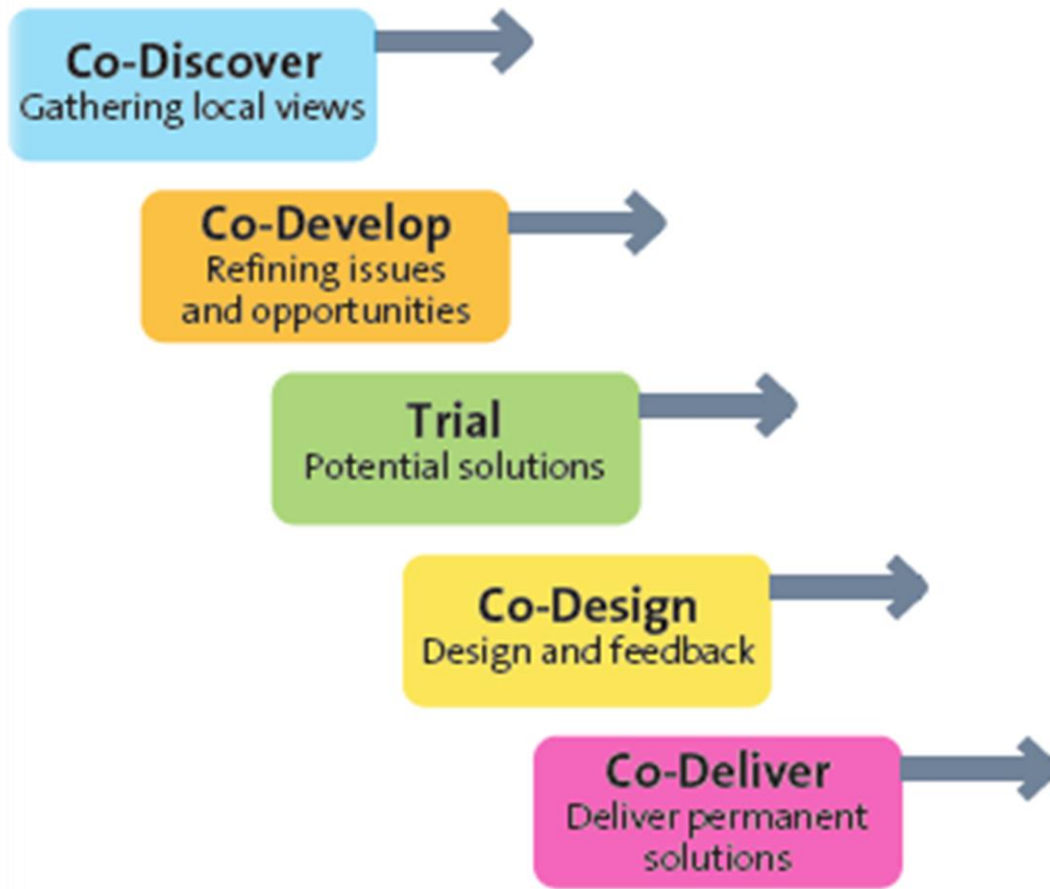 Co-Discover
Gathering local views
Co-Develop
Refining issues
and opportunities
Trial
Potential solutions
Co-Design
Design and feedback
Co-Deliver
Deliver permanent
solutions